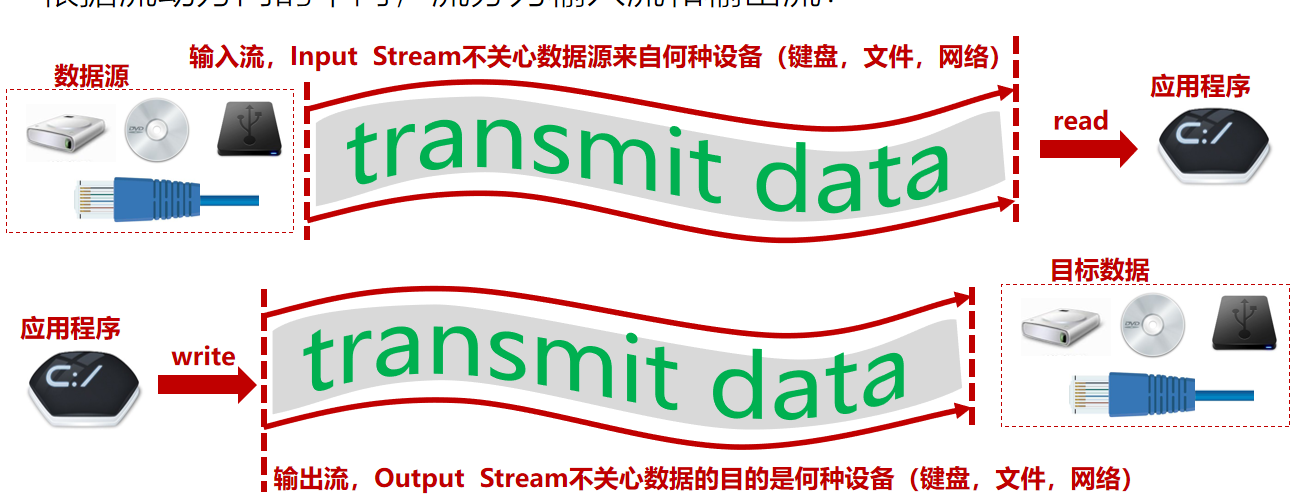 输入流，Input Stream不关心数据源来自何种设备（键盘，文件，网络）
数据源
应用程序
transmit data
read
C:/
DVD
目标数据
应用程序
transmit data
write
C:/
DVD
输出流，Output Stream不关心数据的目的是何种设备（键盘，文件，网络）